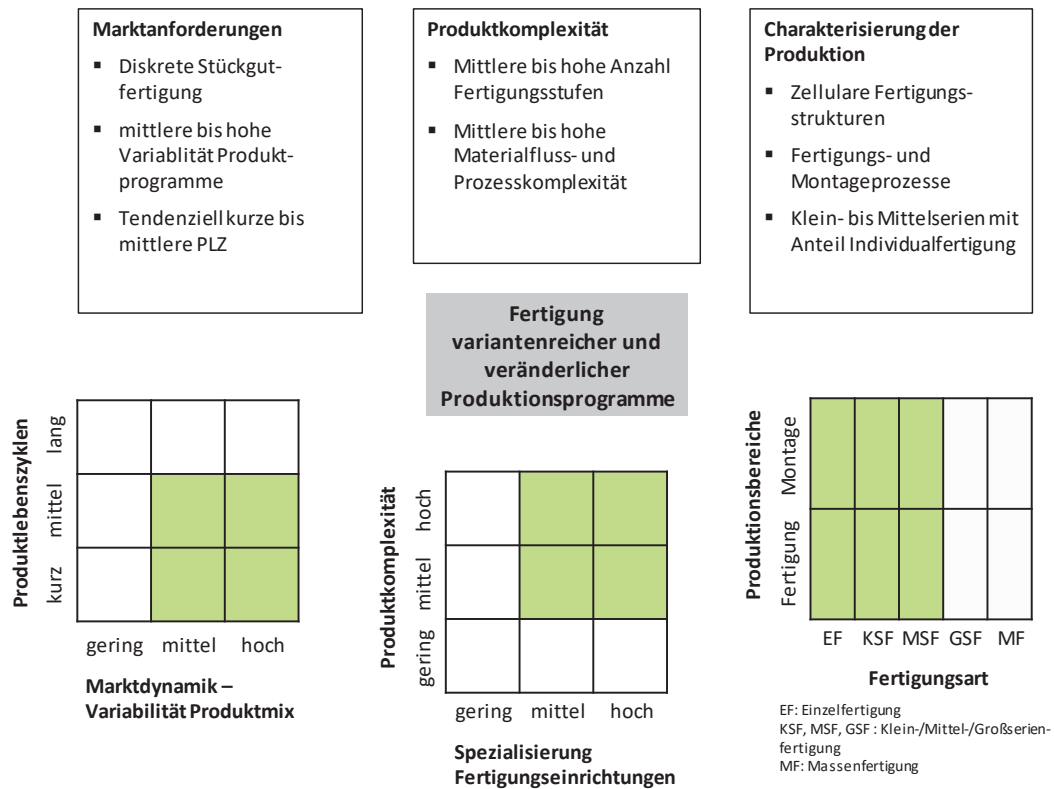 Marktanforderungen
▪ Diskrete Stückgut-
fertigung
▪ mittlere bis hohe
Variablität Produkt-
programme
▪ Tendenziell kurze bis
mittlere PLZ
Produktkomplexität
▪ Mittlere bis hohe Anzahl
Fertigungsstufen
▪ Mittlere bis hohe
Materialfluss- und
Prozesskomplexität
Charakterisierung der
Produktion
▪ Zellulare Fertigungs-
strukturen
▪ Fertigungs- und
Montageprozesse
▪ Klein- bis Mittelserien mit
Anteil Individualfertigung
Fertigung
variantenreicher und
veränderlicher
Produktionsprogramme
Produktlebenszyklen
lang
mittel
kurz
gering mittel hoch
Marktdynamik –
Variabilität Produktmix
Produktkomplexität
hoch
mittel
gering
gering mittel hoch
Spezialisierung
Fertigungseinrichtungen
Produktionsbereiche
Montage
Fertigung
EF KSF MSF GSF MF
Fertigungsart
EF: Einzelfertigung
KSF, MSF, GSF : Klein-/Mittel-/Großserien-
fertigung
MF: Massenfertigung